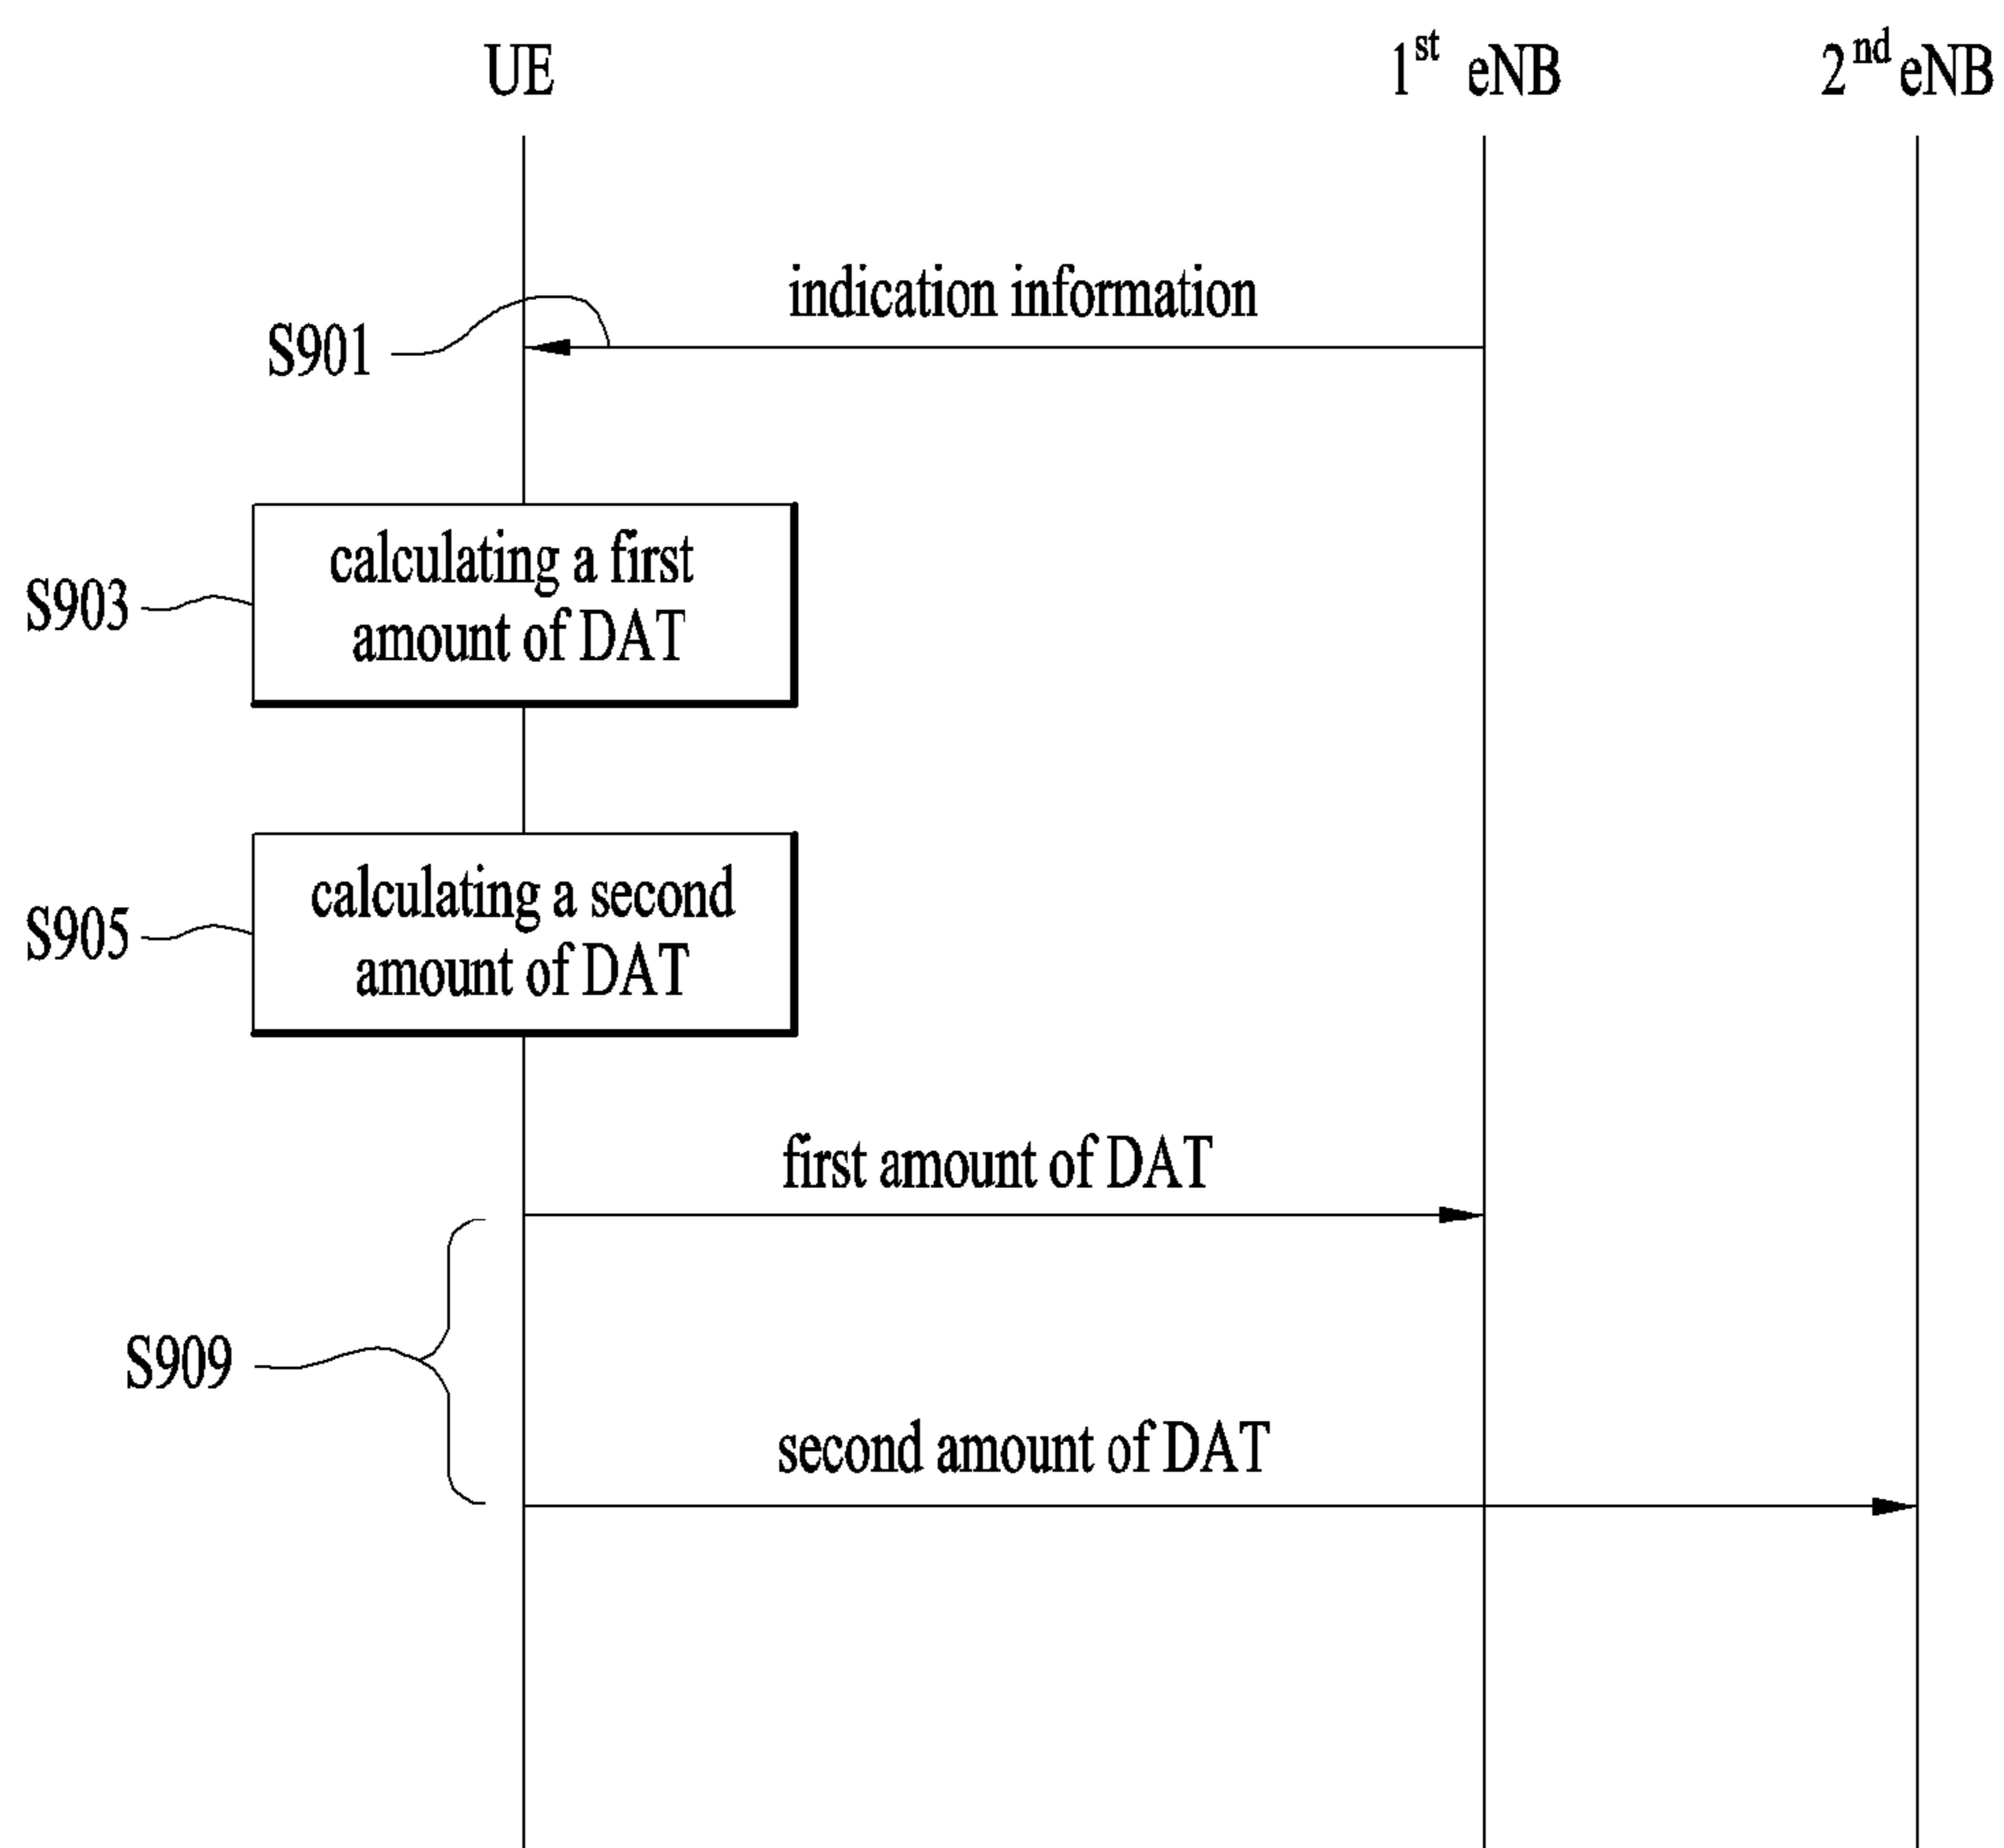 UE
1st eNB
2nd eNB
indication information
S901
calculating a first
amount of DAT
S903
calculating a second
amount of DAT
S905
first amount of DAT
S909
second amount of DAT